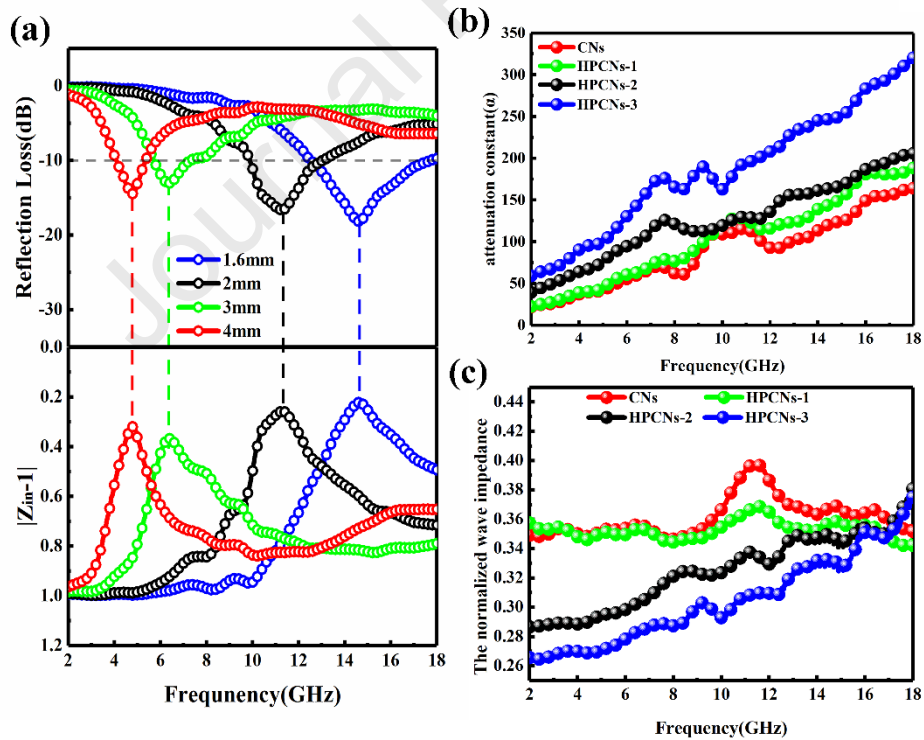 Journal P
(a)
Reflection Loss(dB)
0
-10
-20
-30
1.6mm
2mm
3mm
4mm
0.0
|Zin-1|
0.2
0.4
0.6
0.8
1.0
1.2
2 4 6 8 10 12 14 16 18
Frequnency(GHz)
(b)
attenuation constant(α)
CNs
HPCNs-1
HPCNs-2
HPCNs-3
350
300
250
200
150
100
50
0
2 4 6 8 10 12 14 16 18
Frequency(GHz)
(c)
The normalized wave impedance
CNs HPCNs-1
HPCNs-2 HPCNs-3
0.44
0.42
0.40
0.38
0.36
0.34
0.32
0.30
0.28
0.26
2 4 6 8 10 12 14 16 18
Frequency(GHz)